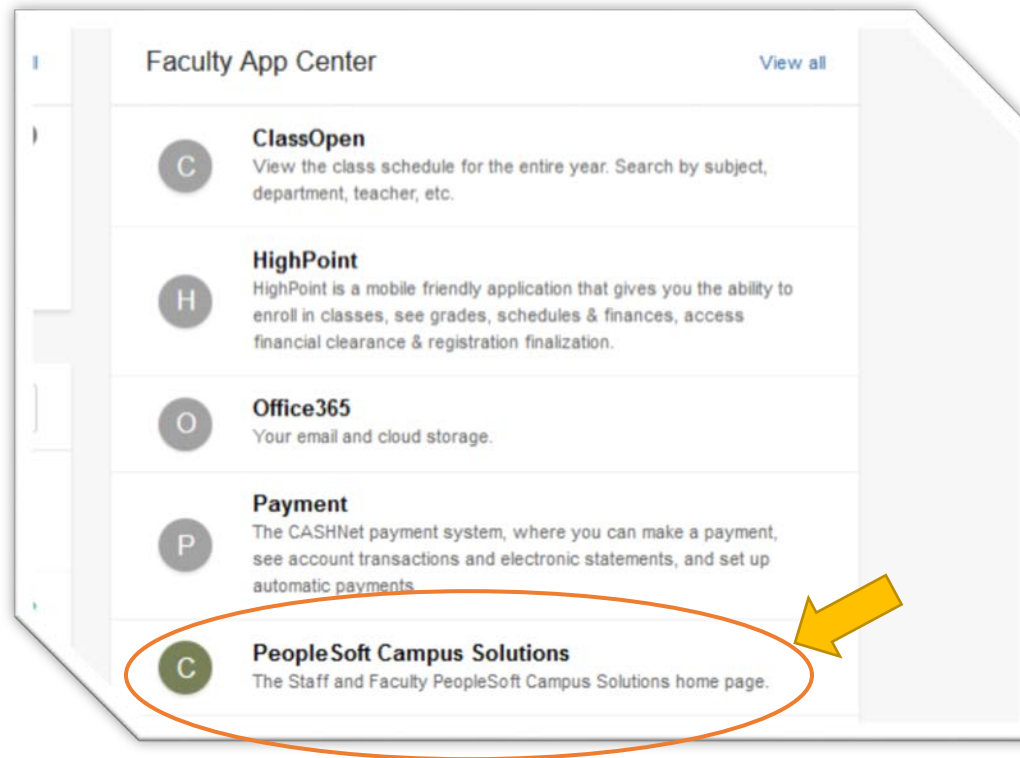 Faculty App Center View all
C
ClassOpen
View the class schedule for the entire year. Search by subject,
department, teacher, etc.
H
HighPoint
HighPoint is a mobile friendly application that gives you the ability to
enroll in classes, see grades, schedules & finances, access
financial clearance & registration finalization.
O
Office365
Your email and cloud storage.
P
Payment
The CASHNet payment system, where you can make a payment,
see account transactions and electronic statements, and set up
automatic payments.
C
PeopleSoft Campus Solutions
The Staff and Faculty PeopleSoft Campus Solutions home page.